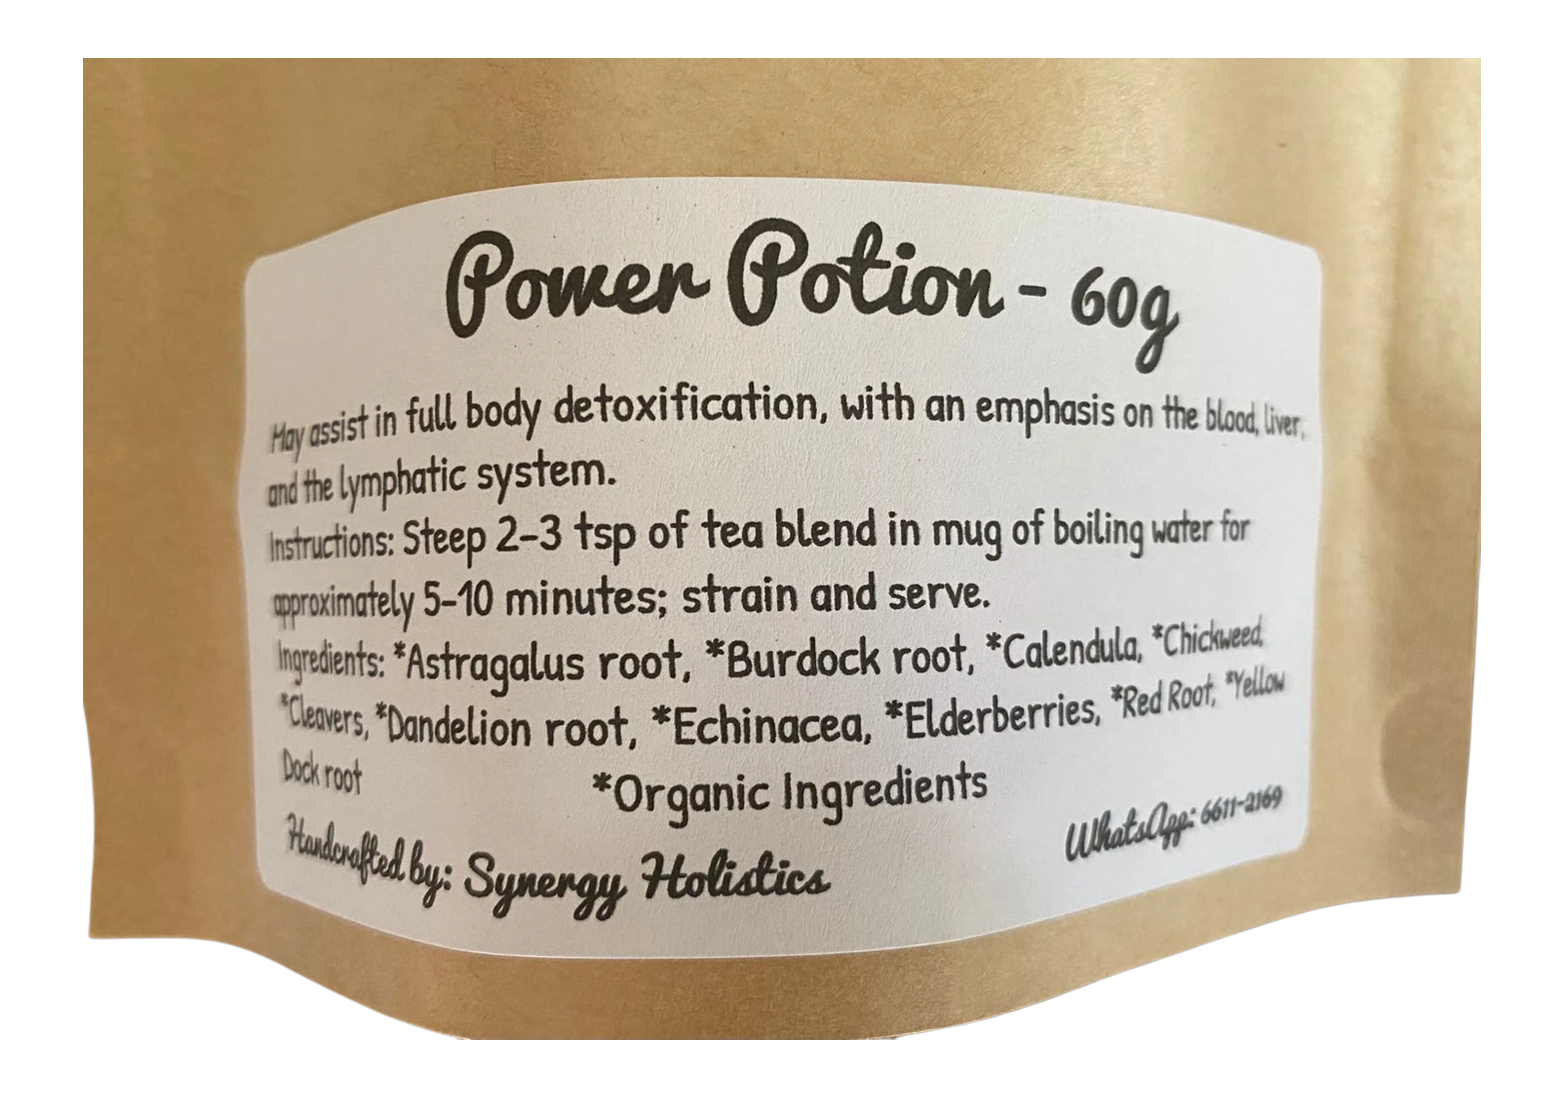 Power Potion - 60g
May assist in full body detoxification, with an emphasis on the blood, liver,
and the lymphatic system.
Instructions: Steep 2-3 tsp of tea blend in mug of boiling water for
approximately 5-10 minutes; strain and serve.
Ingredients: *Astragalus root, *Burdock root, *Calendula, *Chickweed,
*Cleavers, *Dandelion root, *Echinacea, *Elderberries, *Red Root, *Yellow
Dock root
*Organic Ingredients
Handcrafted by: Synergy Holistics
WhatsApp: 6611-2169